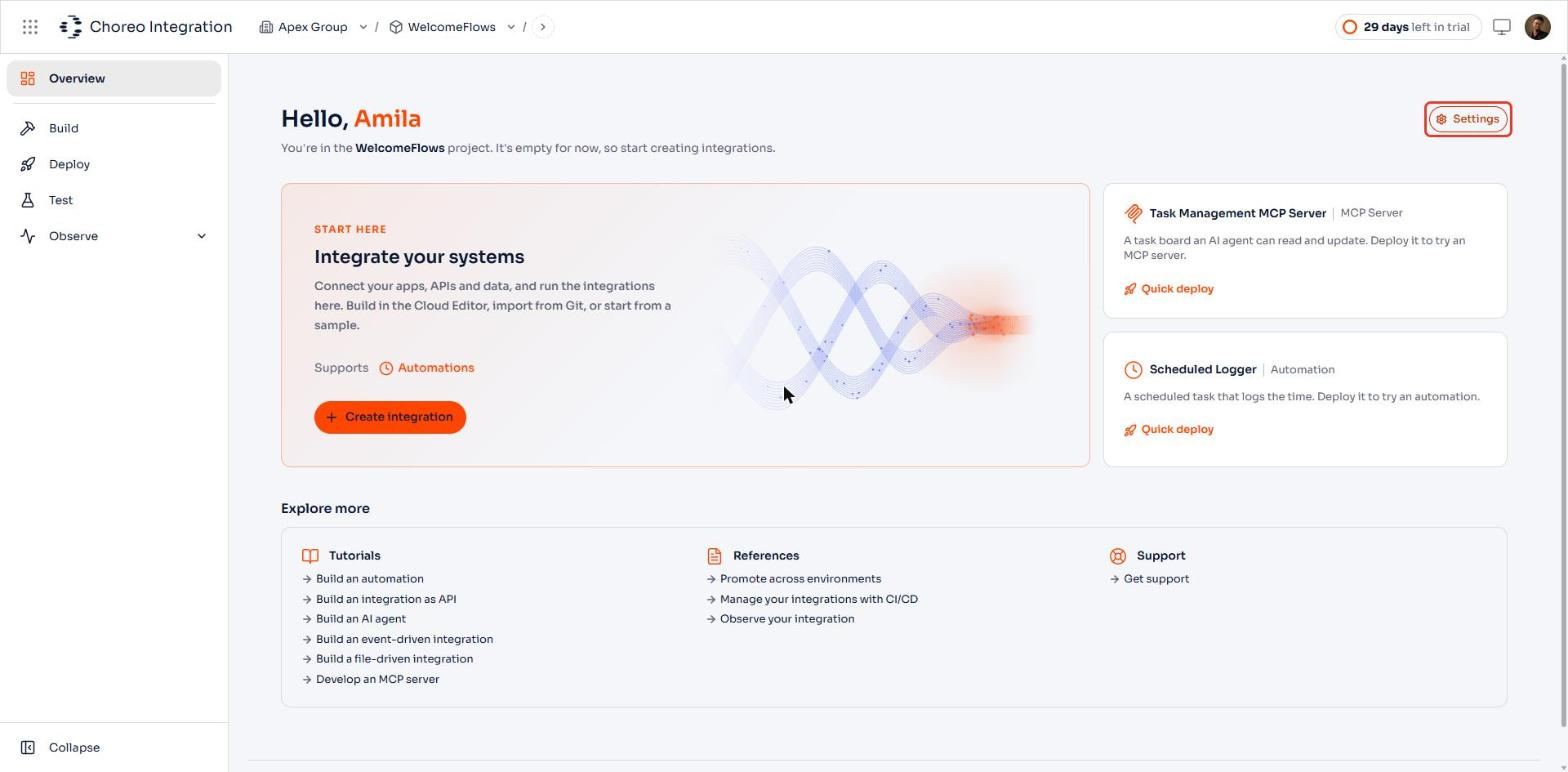 Choreo Integration
Apex Group / WelcomeFlows /
29 days left in trial
Overview
Build
Deploy
Test
Observe
Collapse
Hello, Amila
Settings
You're in the WelcomeFlows project. It's empty for now, so start creating integrations.
START HERE
Integrate your systems
Connect your apps, APIs and data, and run the integrations
here. Build in the Cloud Editor, import from Git, or start from a
sample.
Supports Automations
+ Create integration
Task Management MCP Server | MCP Server
A task board an AI agent can read and update. Deploy it to try an
MCP server.
Quick deploy
Scheduled Logger | Automation
A scheduled task that logs the time. Deploy it to try an automation.
Quick deploy
Explore more
Tutorials
→ Build an automation
→ Build an integration as API
→ Build an AI agent
→ Build an event-driven integration
→ Build a file-driven integration
→ Develop an MCP server
References
→ Promote across environments
→ Manage your integrations with CI/CD
→ Observe your integration
Support
→ Get support